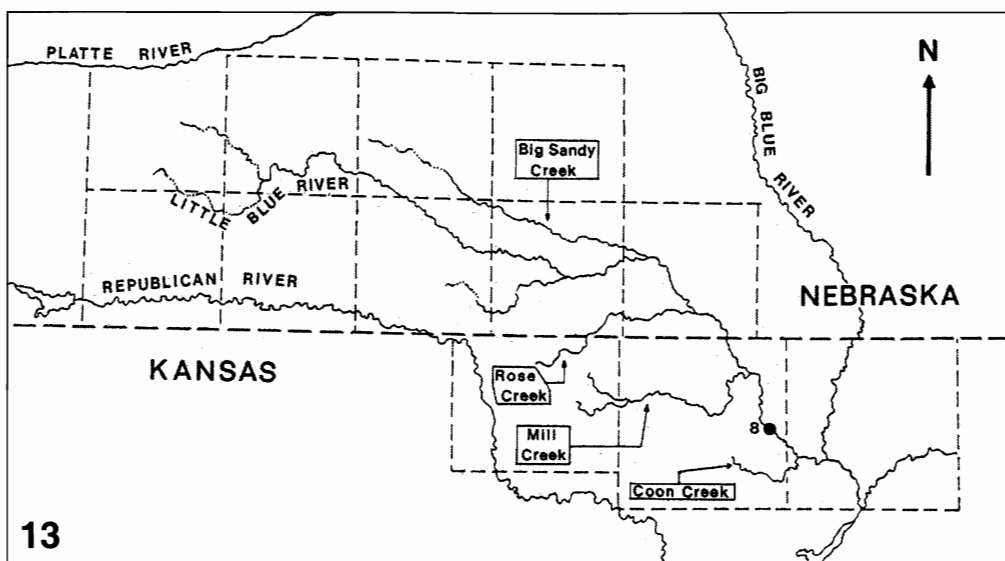 PLATTE RIVER
N
BIG BLUE RIVER
Big Sandy
Creek
LITTLE BLUE RIVER
REPUBLICAN RIVER
NEBRASKA
KANSAS
Rose
Creek
Mill
Creek
8
Coon Creek
13